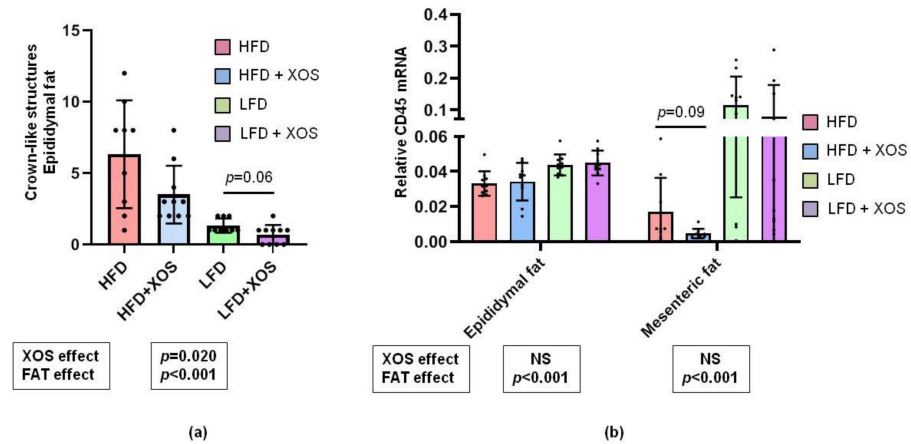 Crown-like structures
Epididymal fat
15
10
5
0
HFD
HFD + XOS
LFD
LFD + XOS
p=0.06
HFD
HFD+XOS
LFD
LFD+XOS
XOS effect
FAT effect
p=0.020
p<0.001
(a)
Relative CD45 mRNA
0.4
0.3
0.2
0.1
0.06
0.04
0.02
0.00
p=0.09
HFD
HFD + XOS
LFD
LFD + XOS
Epididymal fat
Mesenteric fat
XOS effect
FAT effect
NS
p<0.001
NS
p<0.001
(b)